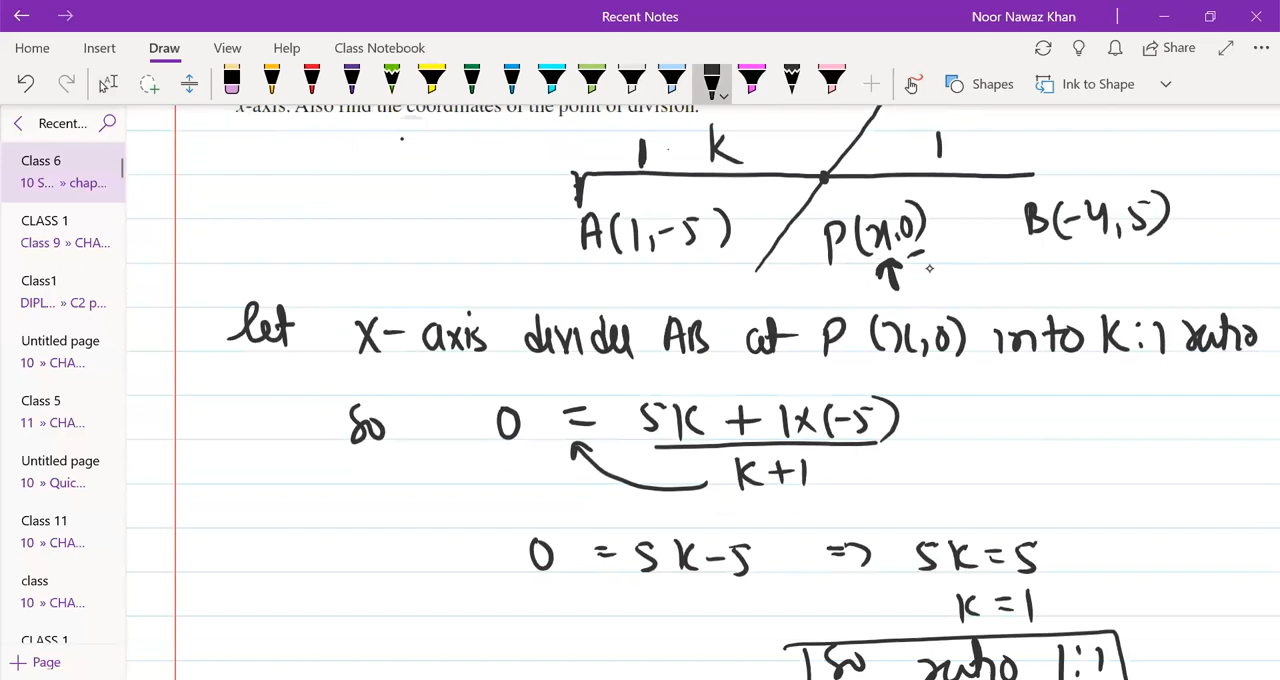 Recent Notes
Noor Nawaz Khan
Home Insert Draw View Help Class Notebook
Share
Shapes
Ink to Shape
Recent...
Class 6
10 S... » chap...
CLASS 1
Class 9 » CHA...
Class1
DIPL... » C2 p...
Untitled page
10 » CHA...
Class 5
11 » CHA...
Untitled page
10 » Quic...
Class 11
10 » CHA...
class
10 » CHA...
CLASS 1
Page
x-axis. Also find the coordinates of the point of division.
1 K 1
A(1,-5) P(x,0) B(-4,5)
let X-axis divides AB at P (x,0) into K:1 ratio
so 0 = 5K + 1×(-5)
K+1
0 = 5K-5 => 5K=5
K=1
so ratio 1:1